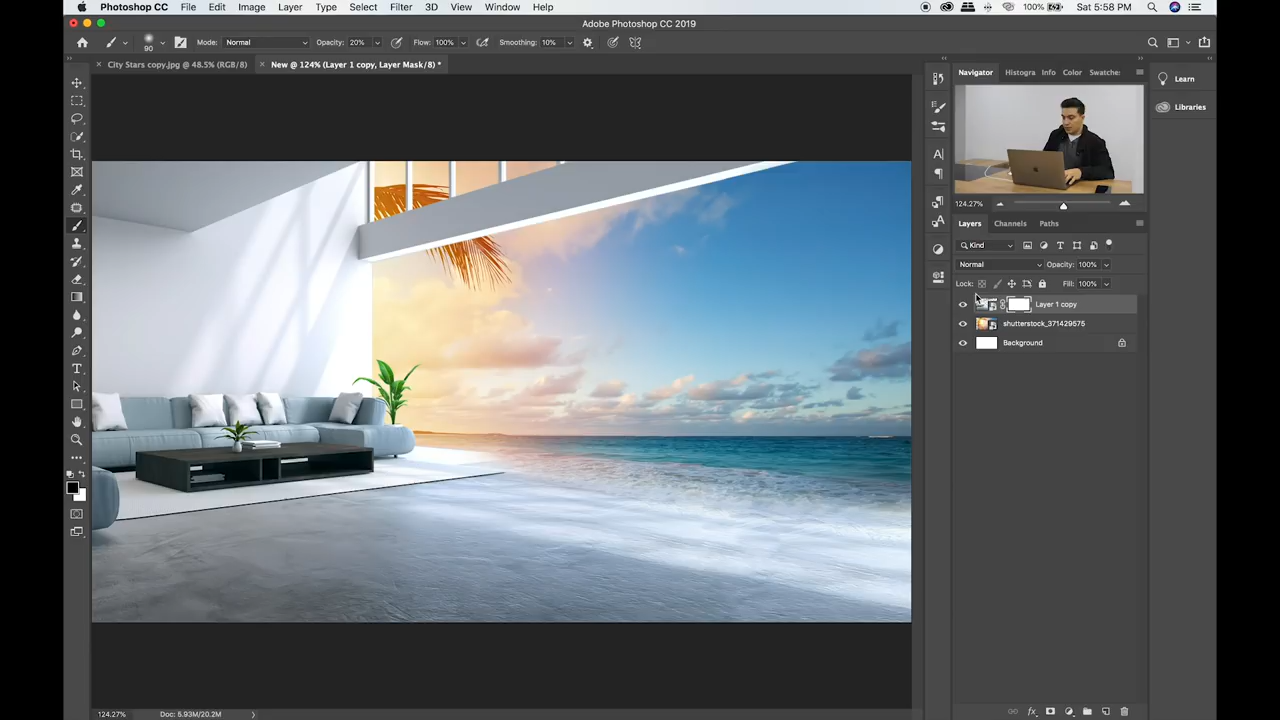 Photoshop CC File Edit Image Layer Type Select Filter 3D View Window Help 100% Sat 5:58 PM
Adobe Photoshop CC 2019
90 Mode: Normal Opacity: 20% Flow: 100% Smoothing: 10%
City Stars copy.jpg @ 48.5% (RGB/8) New @ 124% (Layer 1 copy, Layer Mask/8) *
Navigator Histogra Info Color Swatche:
Learn
Libraries
124.27%
Layers Channels Paths
Kind
Normal Opacity: 100%
Lock: Fill: 100%
Layer 1 copy
shutterstock_371429575
Background
124.27% Doc: 5.93M/20.2M